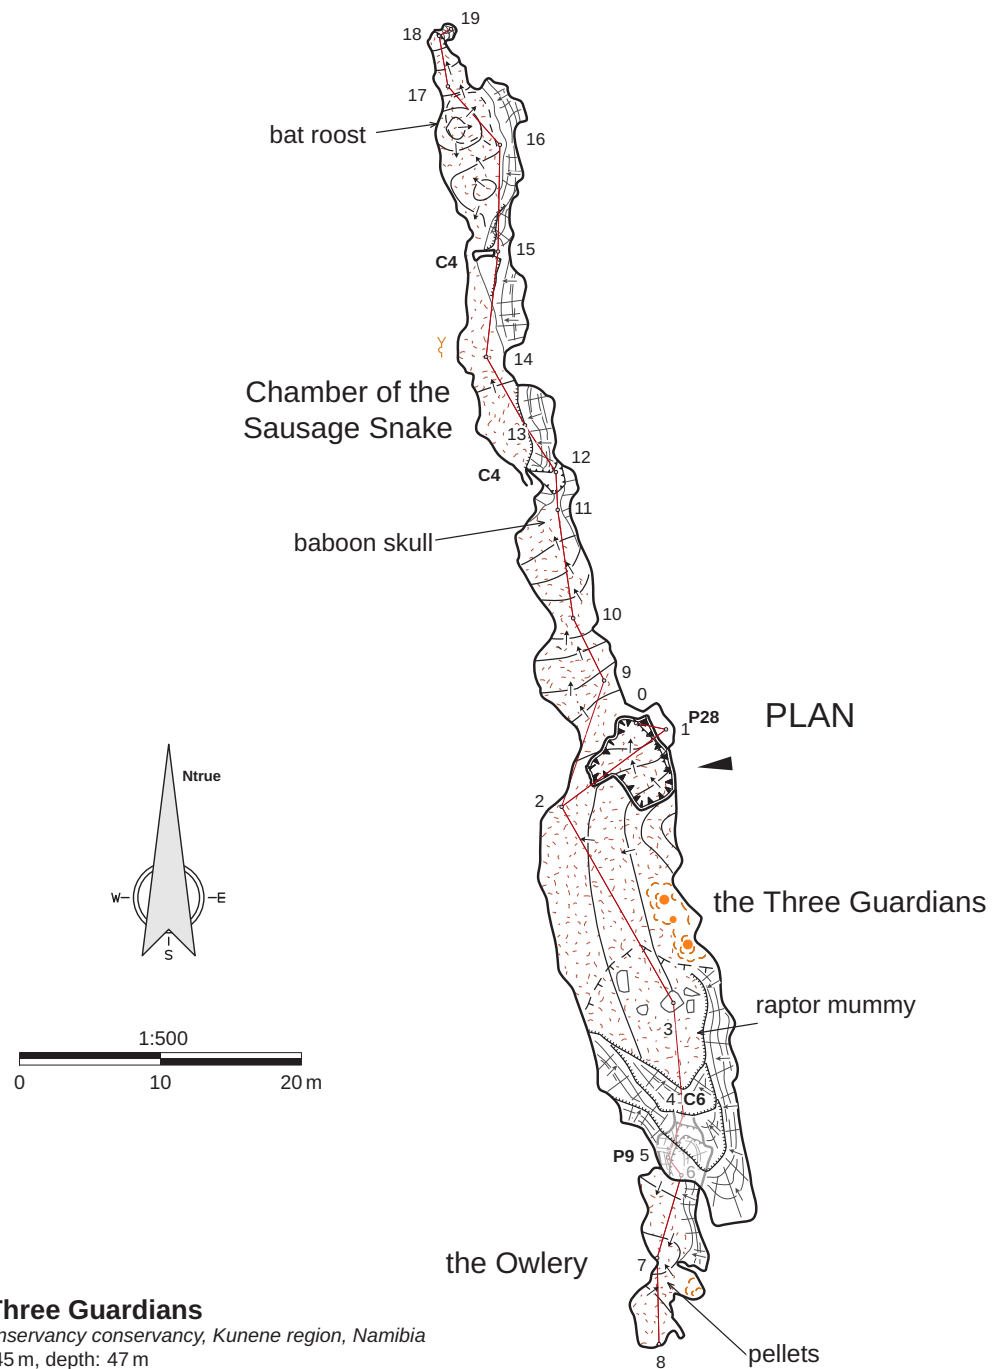 19
18
17
bat roost
16
15
C4
14
Chamber of the
Sausage Snake
13
12
C4
11
baboon skull
10
9
0
P28
1
PLAN
Ntrue
2
W
E
S
the Three Guardians
raptor mummy
3
1:500
0 10 20 m
4 C6
P9 5
6
the Owlery
7
Three Guardians
conservancy, Kunene region, Namibia
45 m, depth: 47 m
pellets
8